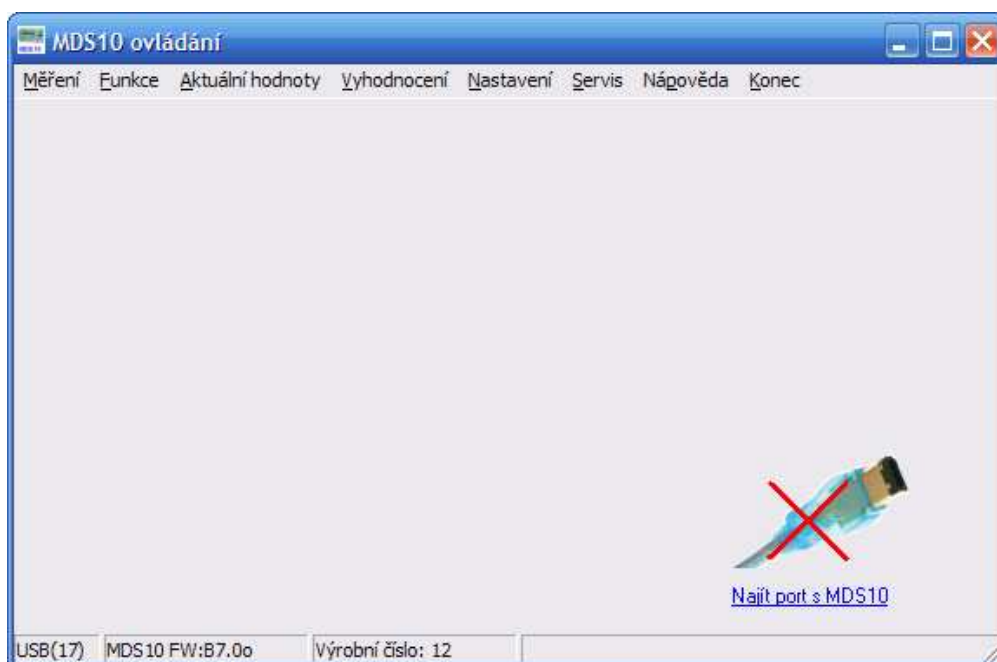 MDS10 ovládání
Měření Funkce Aktuální hodnoty Vyhodnocení Nastavení Servis Nápověda Konec
Najít port s MDS10
USB(17) MDS10 FW:B7.0o Výrobní číslo: 12